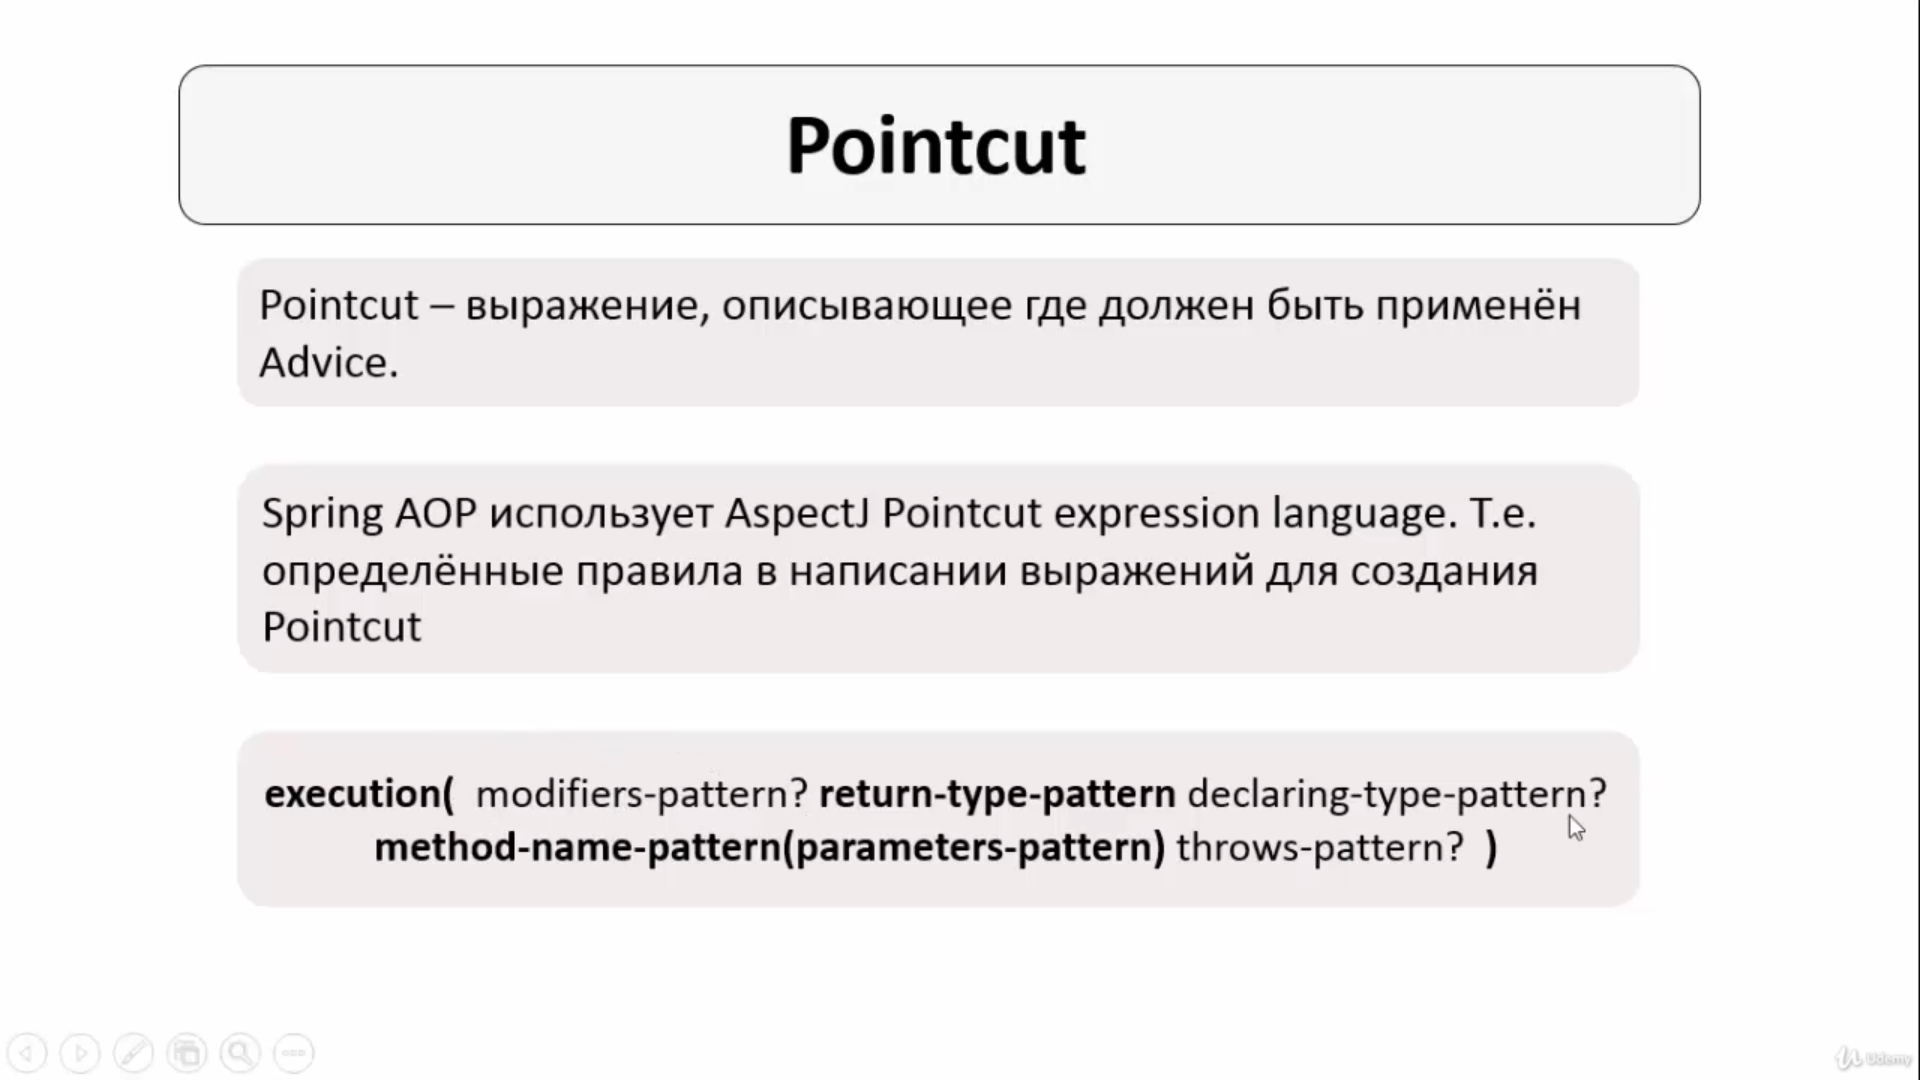 Pointcut
Pointcut – выражение, описывающее где должен быть применён
Advice.
Spring AOP использует AspectJ Pointcut expression language. Т.е.
определённые правила в написании выражений для создания
Pointcut
execution( modifiers-pattern? return-type-pattern declaring-type-pattern?
method-name-pattern(parameters-pattern) throws-pattern? )
Udemy